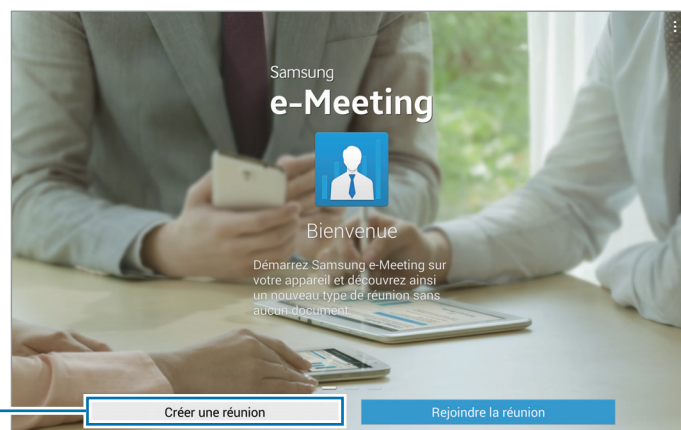 Samsung
e-Meeting
Bienvenue
Démarrez Samsung e-Meeting sur
votre appareil et découvrez ainsi
un nouveau type de réunion sans
aucun document.
Créer une réunion
Rejoindre la réunion